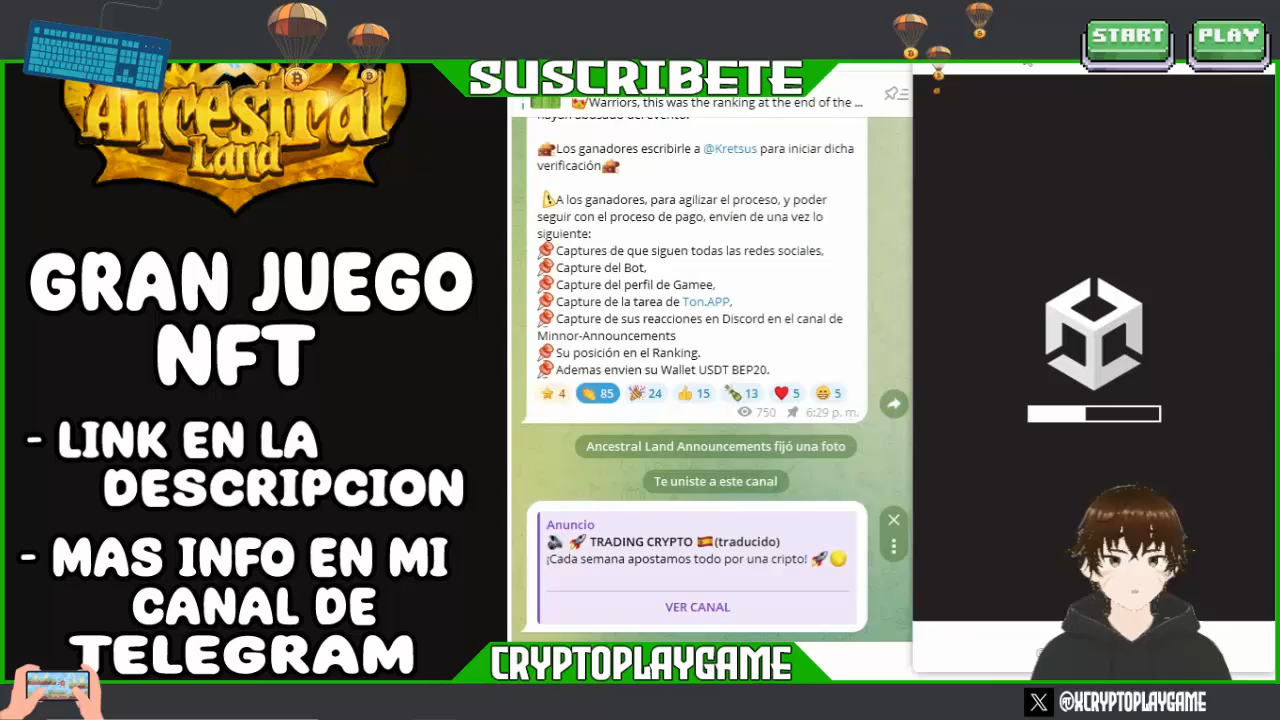 START
PLAY
SUSCRIBETE
Ancestral
Land
GRAN JUEGO
NFT
- LINK EN LA
DESCRIPCION
- MAS INFO EN MI
CANAL DE
TELEGRAM
Warriors, this was the ranking at the end of the ...
hayan abusado del evento.
Los ganadores escribirle a @Kretsus para iniciar dicha
verificación
⚠️A los ganadores, para agilizar el proceso, y poder
seguir con el proceso de pago, envíen de una vez lo
siguiente:
📌Captures de que siguen todas las redes sociales,
📌Capture del Bot,
📌Capture del perfil de Gamee,
📌Capture de la tarea de Ton.APP,
📌Capture de sus reacciones en Discord en el canal de
Minnor-Announcements
📌Su posición en el Ranking.
📌Ademas envien su Wallet USDT BEP20.
⭐ 4 👏 85 🎉 24 👍 15 🍾 13 ❤️ 5 😁 5
750 6:29 p. m.
Ancestral Land Announcements fijó una foto
Te uniste a este canal
Anuncio
🔊 🚀 TRADING CRYPTO 🇪🇸(traducido)
¡Cada semana apostamos todo por una cripto! 🚀🟡
VER CANAL
CRYPTOPLAYGAME
X @XCRYPTOPLAYGAME